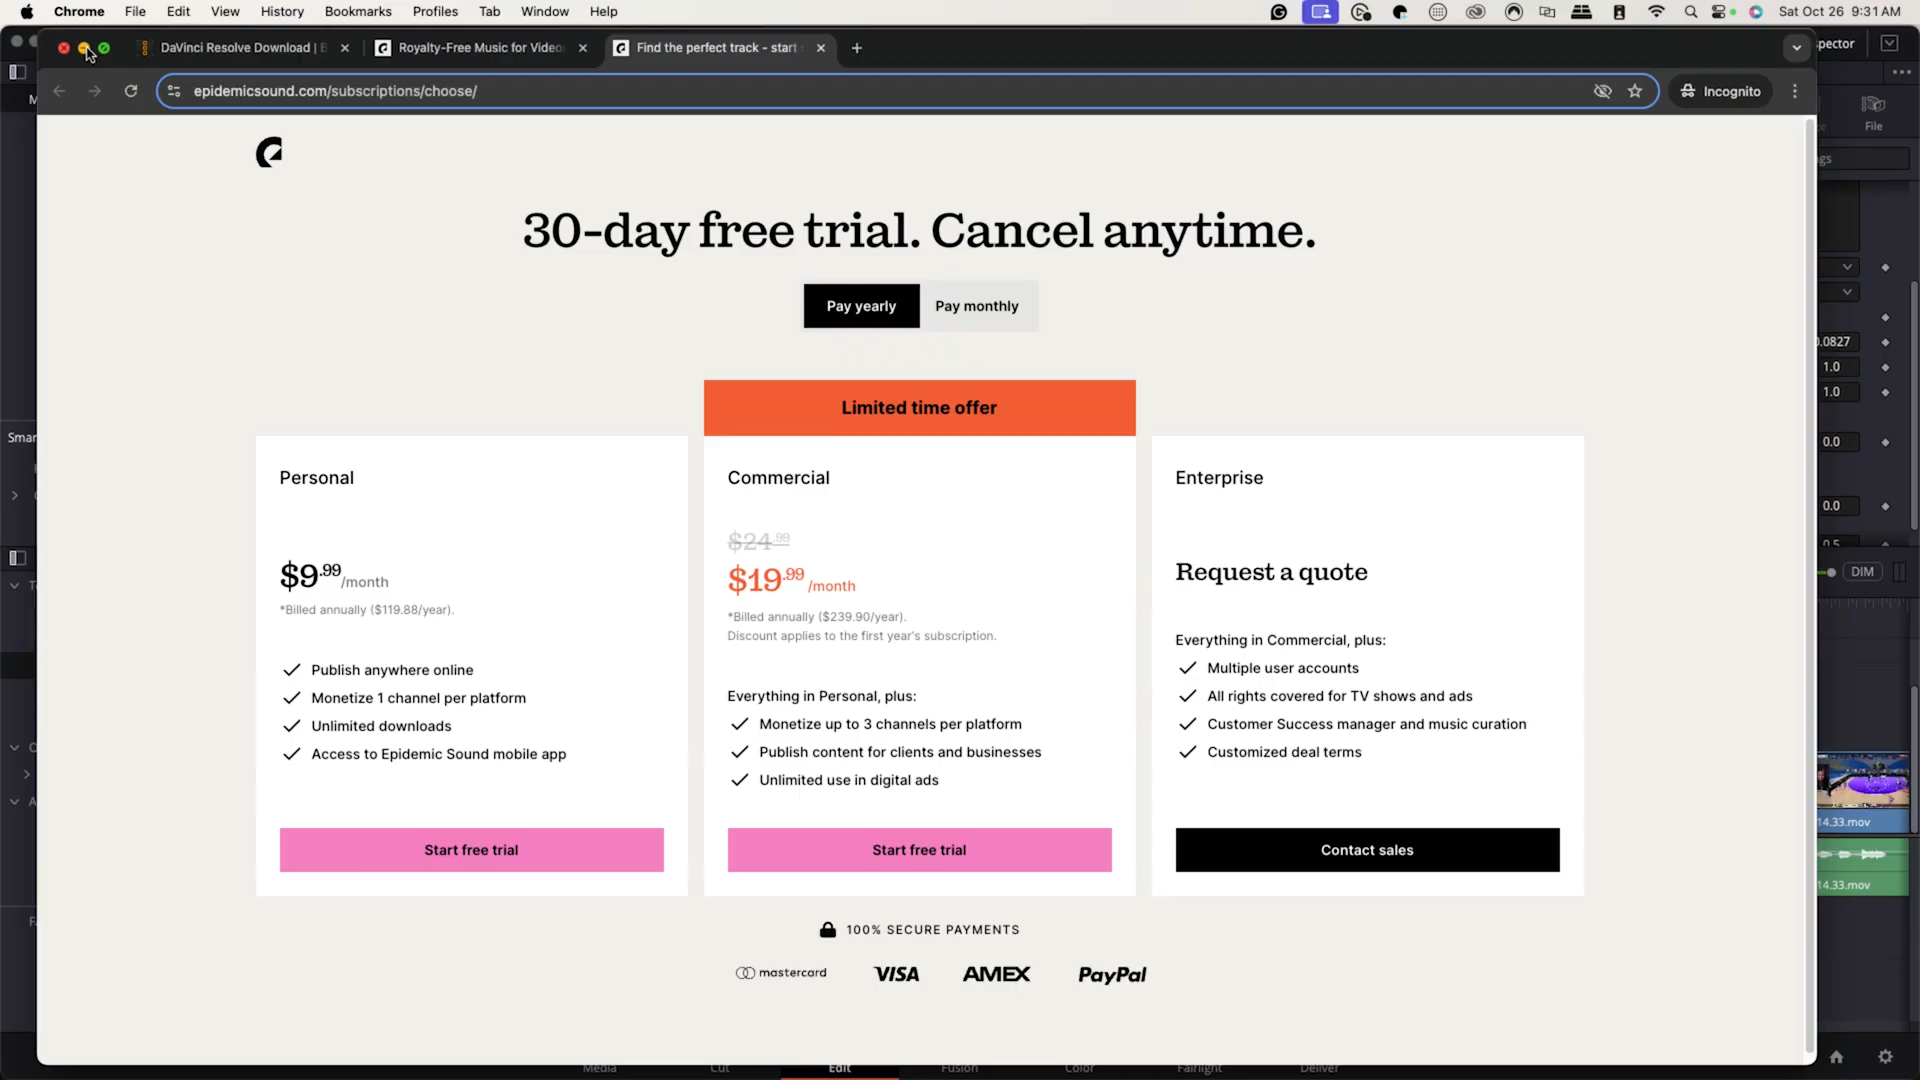 Chrome File Edit View History Bookmarks Profiles Tab Window Help Sat Oct 26 9:31 AM
DaVinci Resolve Download | Royalty-Free Music for Video Find the perfect track - start
epidemicsound.com/subscriptions/choose/ Incognito
File
30-day free trial. Cancel anytime.
Pay yearly Pay monthly
Limited time offer
Personal
$9.99/month
*Billed annually ($119.88/year).
Publish anywhere online
Monetize 1 channel per platform
Unlimited downloads
Access to Epidemic Sound mobile app
Start free trial
Commercial
$24.99
$19.99 /month
*Billed annually ($239.90/year).
Discount applies to the first year's subscription.
Everything in Personal, plus:
Monetize up to 3 channels per platform
Publish content for clients and businesses
Unlimited use in digital ads
Start free trial
Enterprise
Request a quote
Everything in Commercial, plus:
Multiple user accounts
All rights covered for TV shows and ads
Customer Success manager and music curation
Customized deal terms
Contact sales
100% SECURE PAYMENTS
mastercard VISA AMEX PayPal
pector
.0827
1.0
1.0
0.0
0.0
0.5
DIM
14.33.mov
14.33.mov
Media Cut Edit Fusion Color Fairlight Deliver